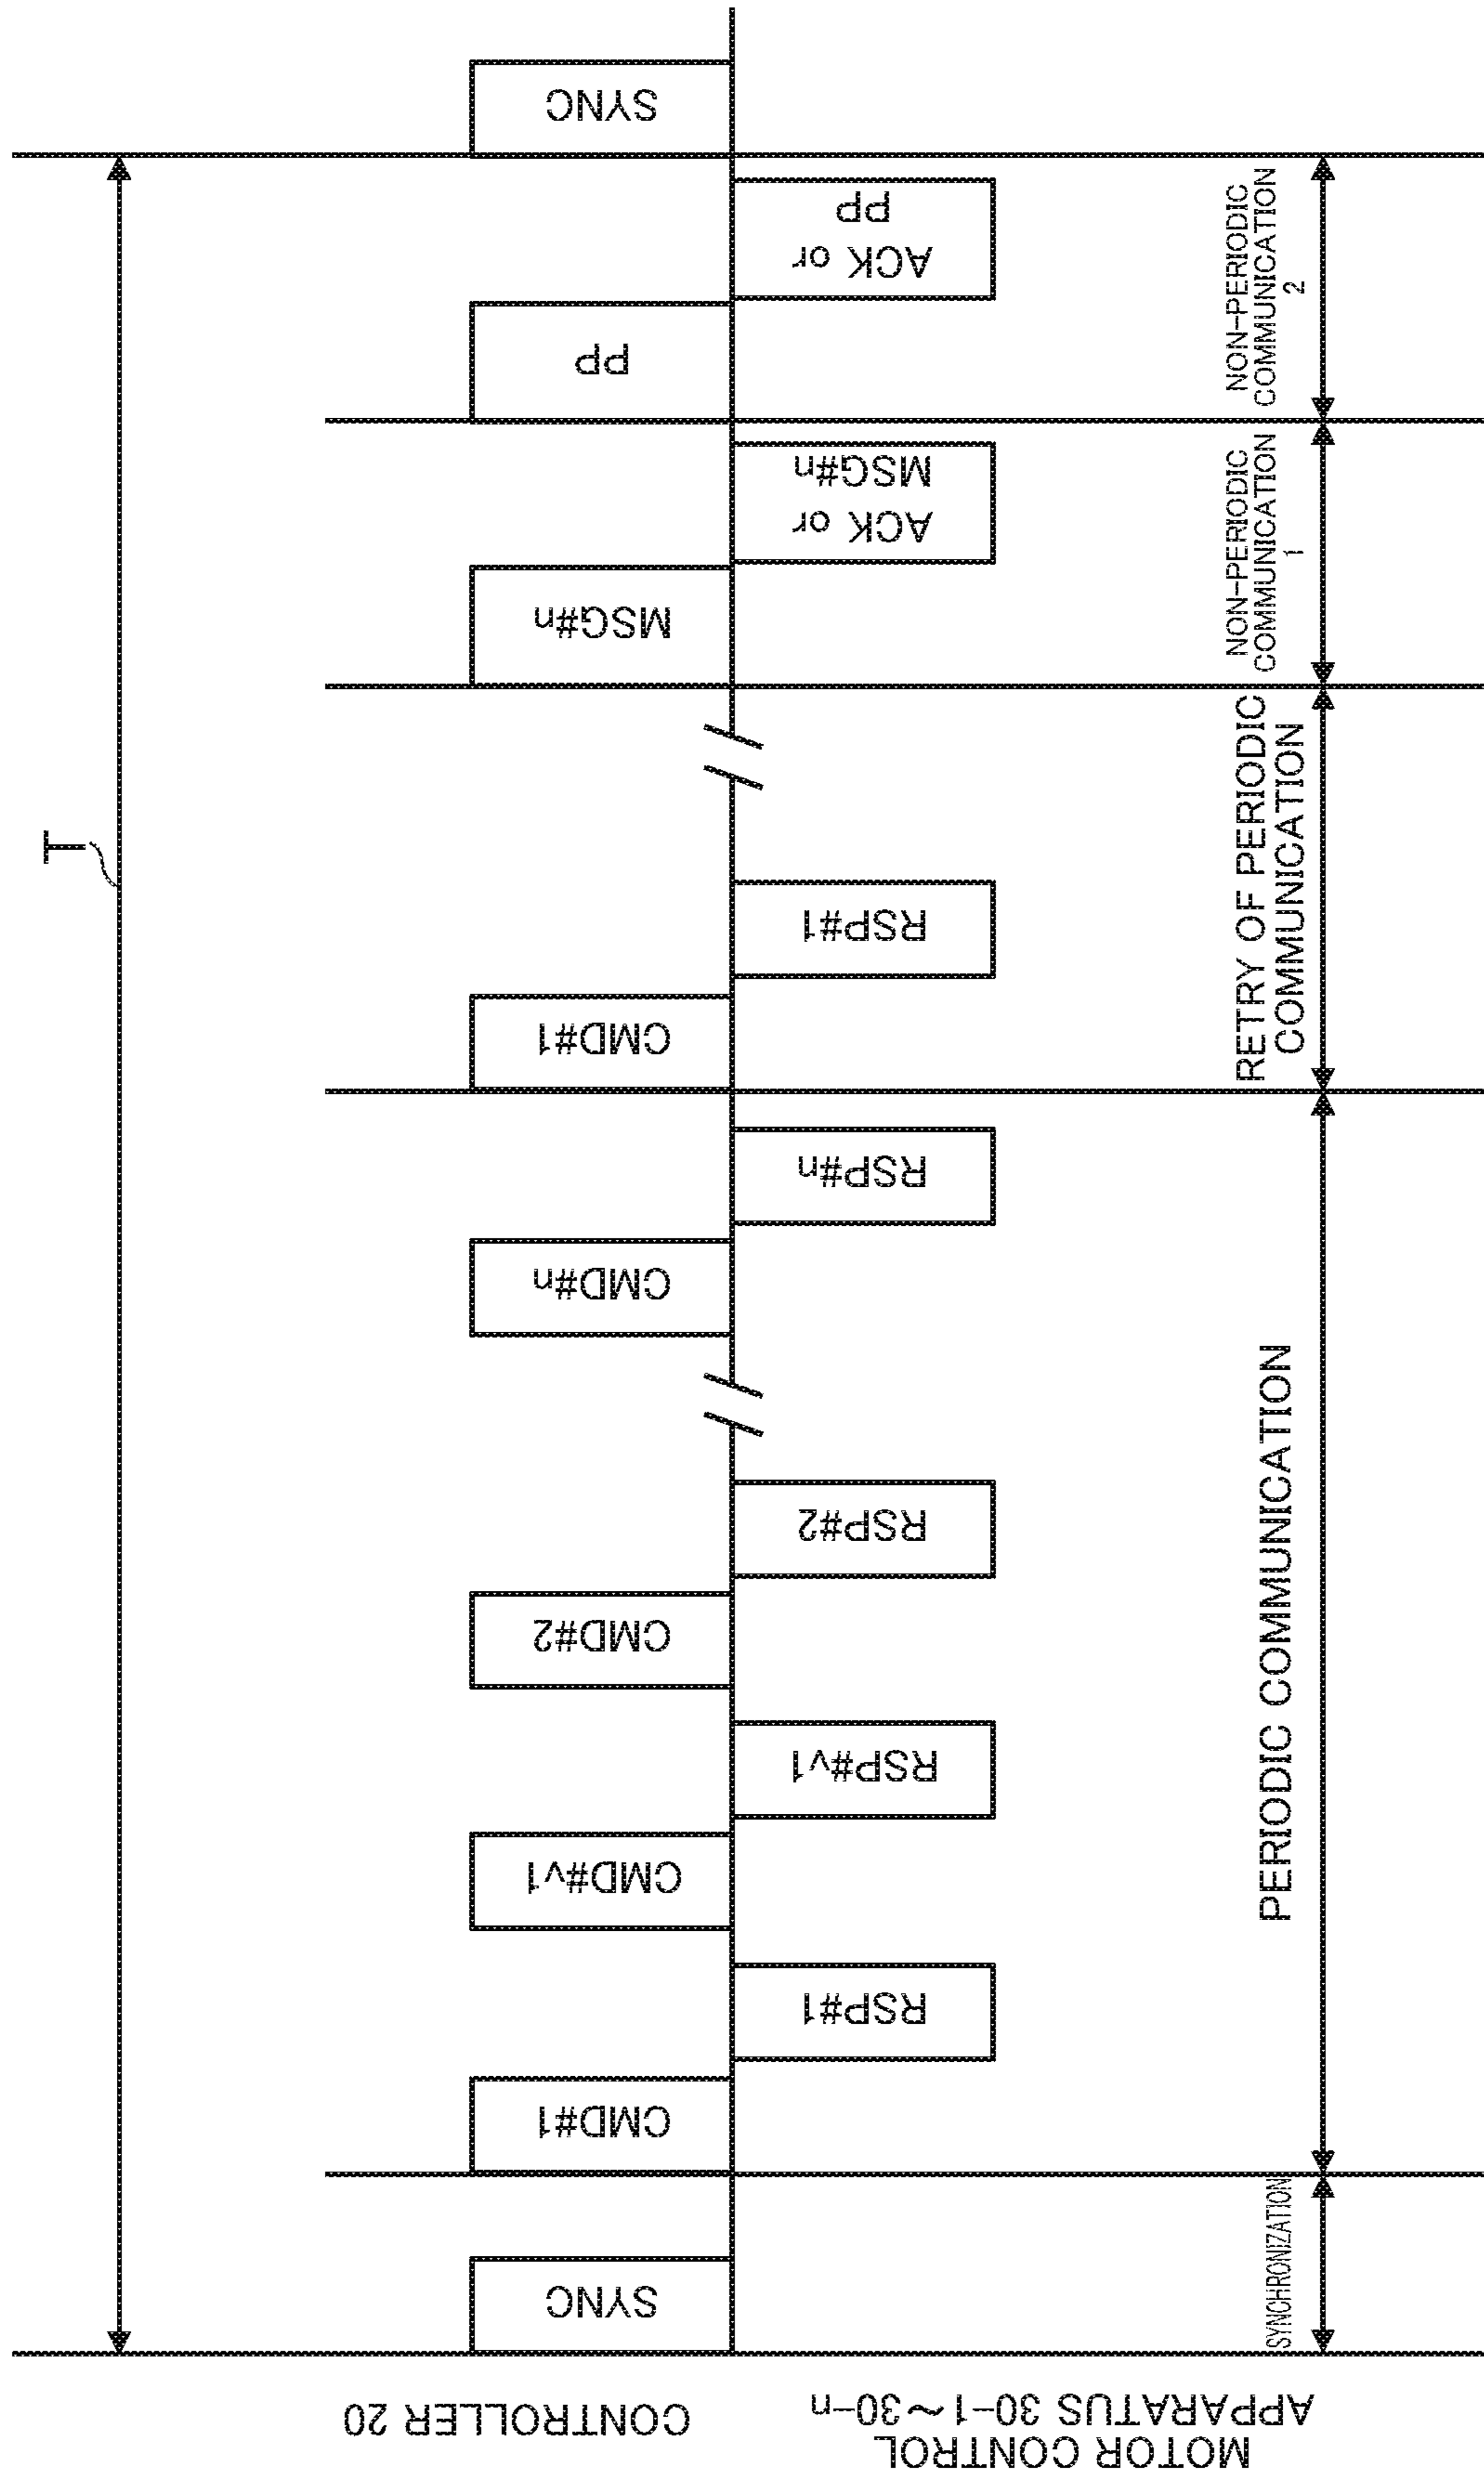 T
CONTROLLER 20
SYNC
CMD#1
CMD#v1
CMD#2
CMD#n
CMD#1
MSG#n
PP
SYNC
MOTOR CONTROL
APPARATUS 30-1~30-n
RSP#1
RSP#v1
RSP#2
RSP#n
RSP#1
ACK or
MSG#n
ACK or
PP
SYNCHRONIZATION
PERIODIC COMMUNICATION
RETRY OF PERIODIC
COMMUNICATION
NON-PERIODIC
COMMUNICATION
1
NON-PERIODIC
COMMUNICATION
2